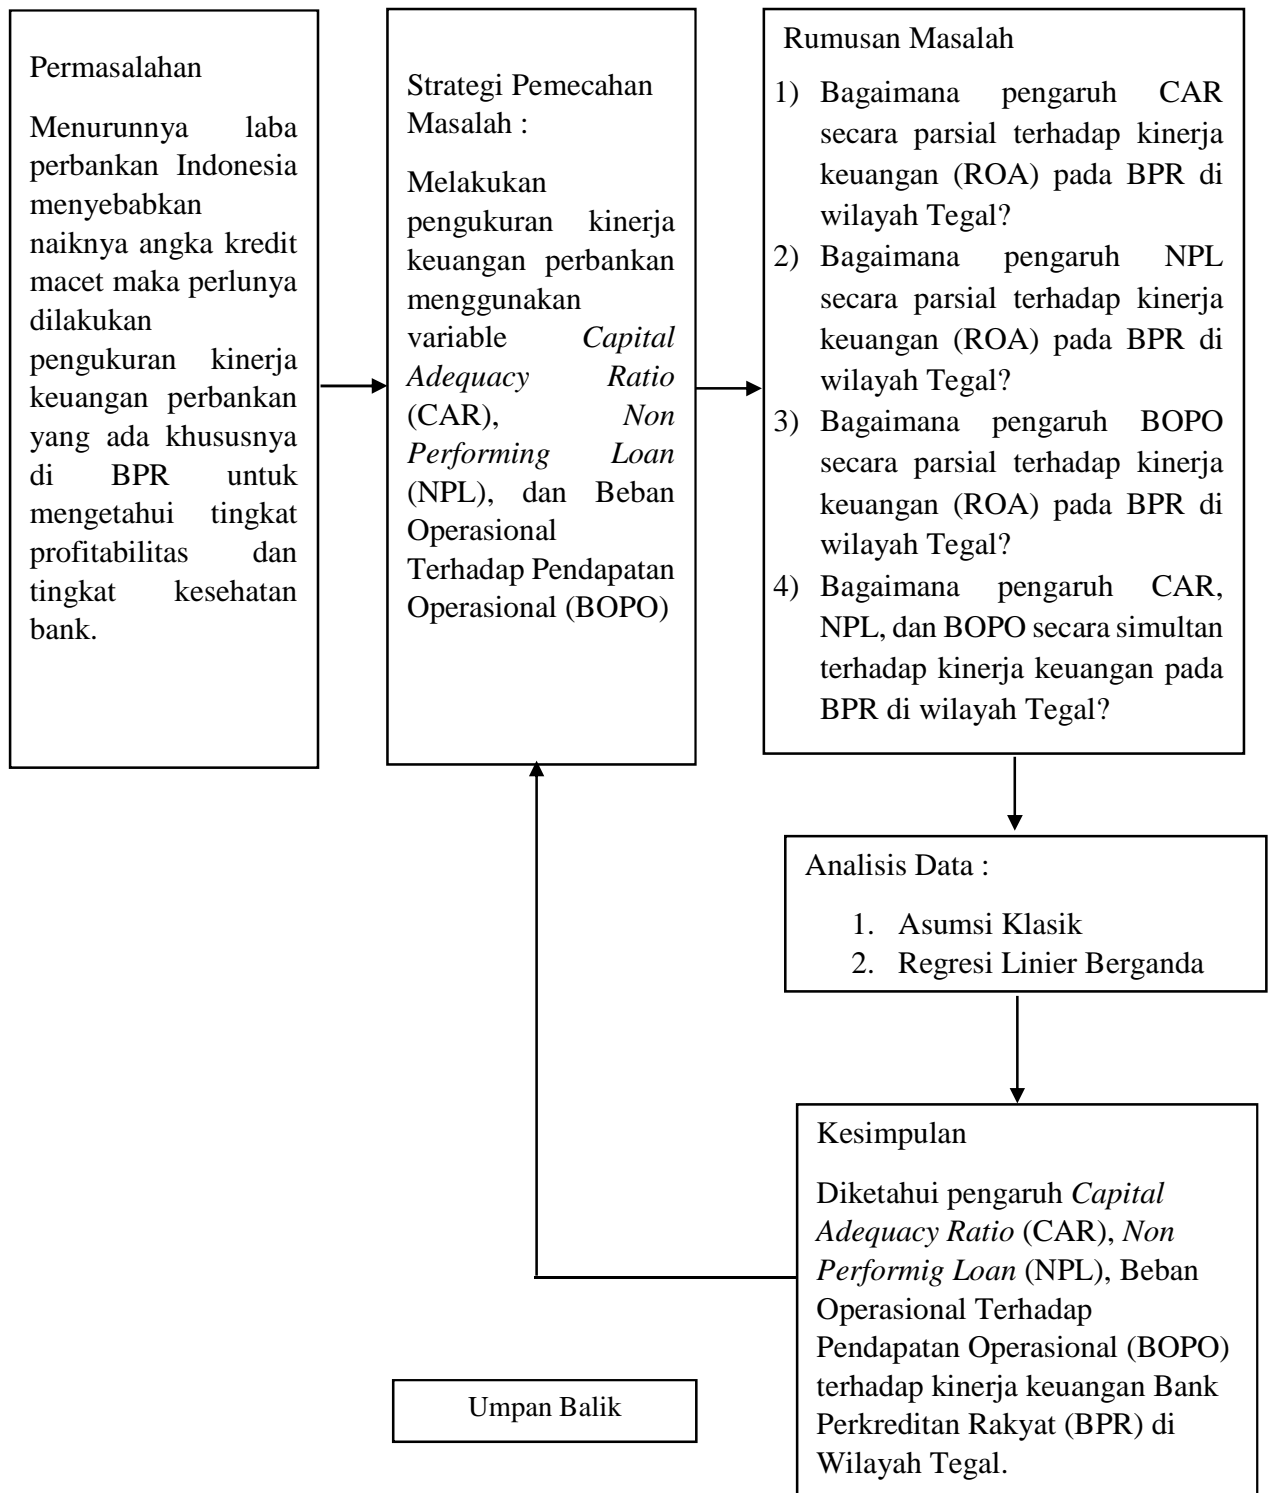 Permasalahan
Menurunnya laba
perbankan Indonesia
menyebabkan
naiknya angka kredit
macet maka perlunya
dilakukan
pengukuran kinerja
keuangan perbankan
yang ada khususnya
di BPR untuk
mengetahui tingkat
profitabilitas dan
tingkat kesehatan
bank.
Strategi Pemecahan
Masalah :
Melakukan
pengukuran kinerja
keuangan perbankan
menggunakan
variable Capital
Adequacy Ratio
(CAR), Non
Performing Loan
(NPL), dan Beban
Operasional
Terhadap Pendapatan
Operasional (BOPO)
Rumusan Masalah
1) Bagaimana pengaruh CAR
secara parsial terhadap kinerja
keuangan (ROA) pada BPR di
wilayah Tegal?
2) Bagaimana pengaruh NPL
secara parsial terhadap kinerja
keuangan (ROA) pada BPR di
wilayah Tegal?
3) Bagaimana pengaruh BOPO
secara parsial terhadap kinerja
keuangan (ROA) pada BPR di
wilayah Tegal?
4) Bagaimana pengaruh CAR,
NPL, dan BOPO secara simultan
terhadap kinerja keuangan pada
BPR di wilayah Tegal?
Analisis Data :
1. Asumsi Klasik
2. Regresi Linier Berganda
Kesimpulan
Diketahui pengaruh Capital
Adequacy Ratio (CAR), Non
Performig Loan (NPL), Beban
Operasional Terhadap
Pendapatan Operasional (BOPO)
terhadap kinerja keuangan Bank
Perkreditan Rakyat (BPR) di
Wilayah Tegal.
Umpan Balik